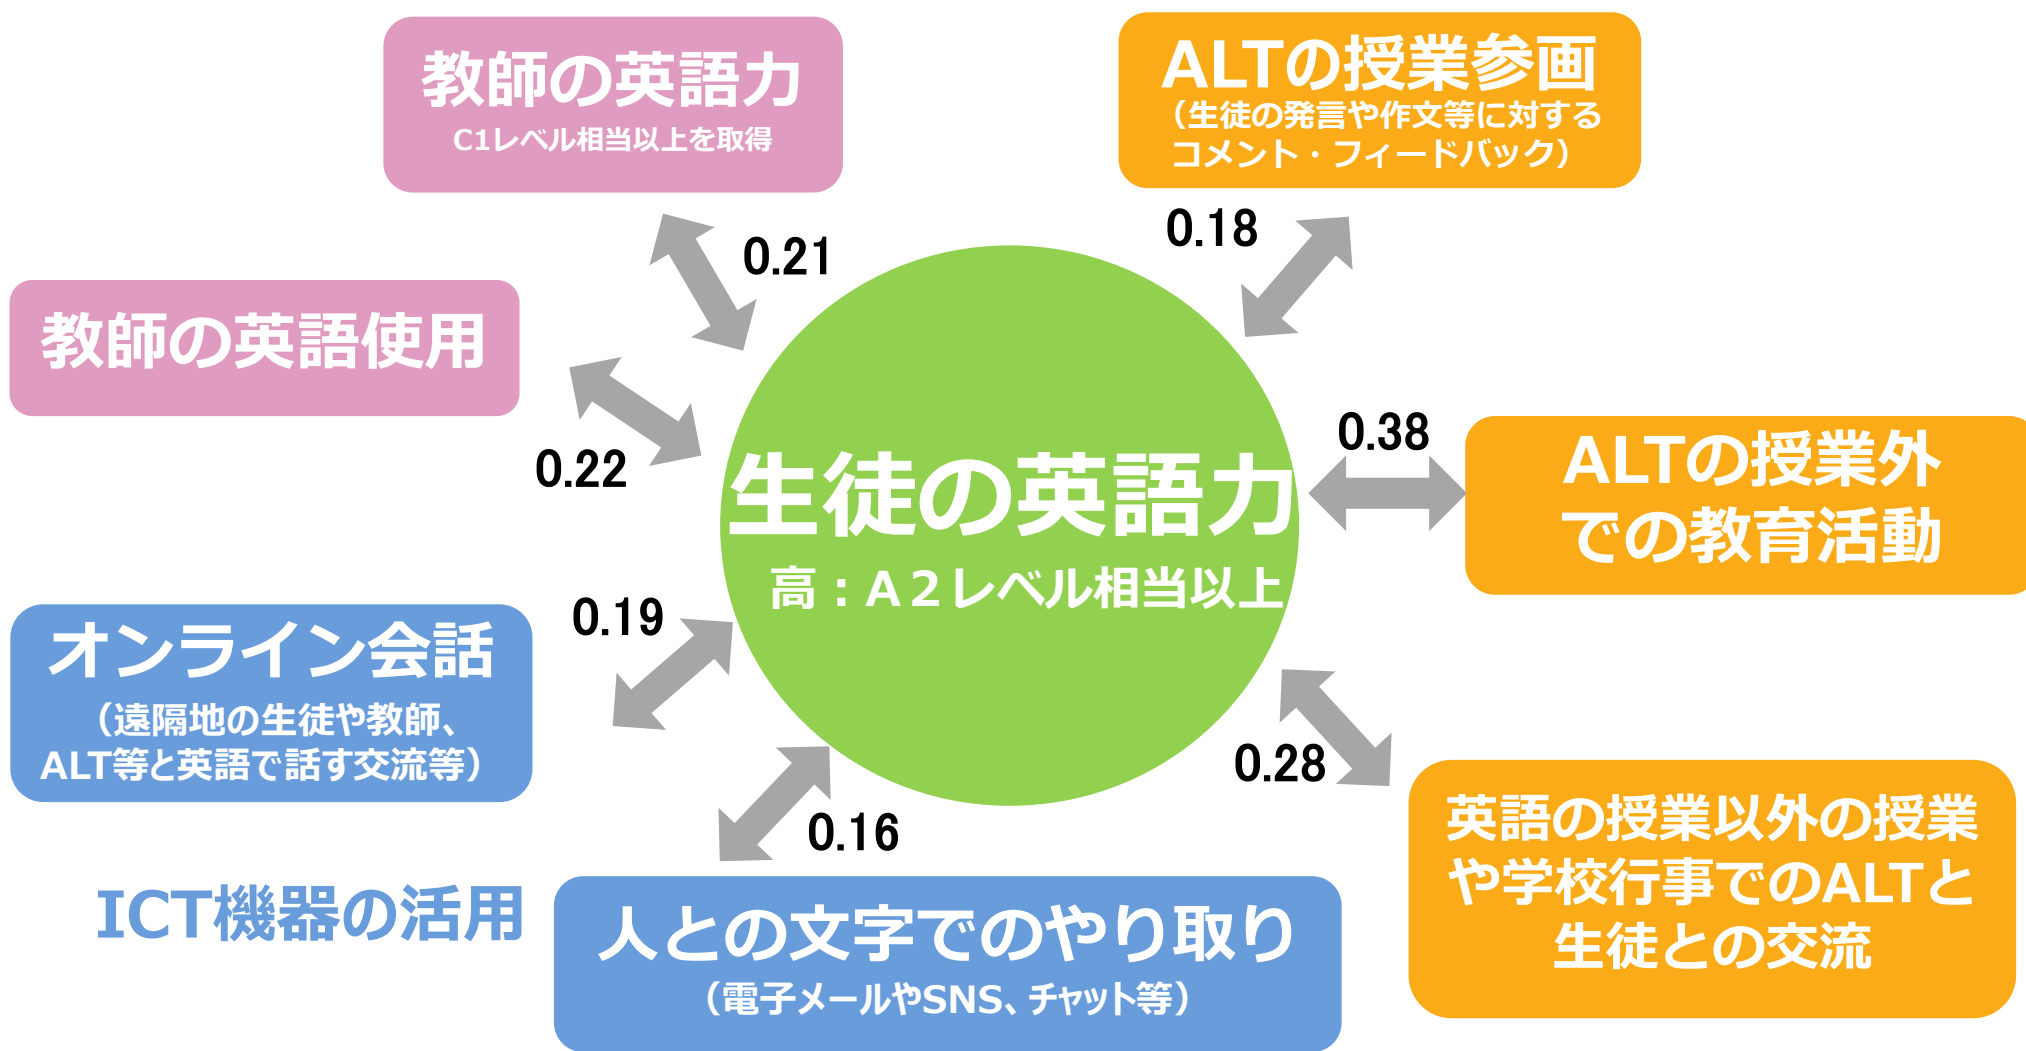 教師の英語力
C1レベル相当以上を取得
ALTの授業参画
（生徒の発言や作文等に対する
コメント・フィードバック）
0.21
0.18
教師の英語使用
0.22
0.38
ALTの授業外
での教育活動
生徒の英語力
高：Ａ２レベル相当以上
オンライン会話
（遠隔地の生徒や教師、
ALT等と英語で話す交流等）
0.19
0.28
0.16
英語の授業以外の授業
や学校行事でのALTと
生徒との交流
ICT機器の活用
人との文字でのやり取り
（電子メールやSNS、チャット等）